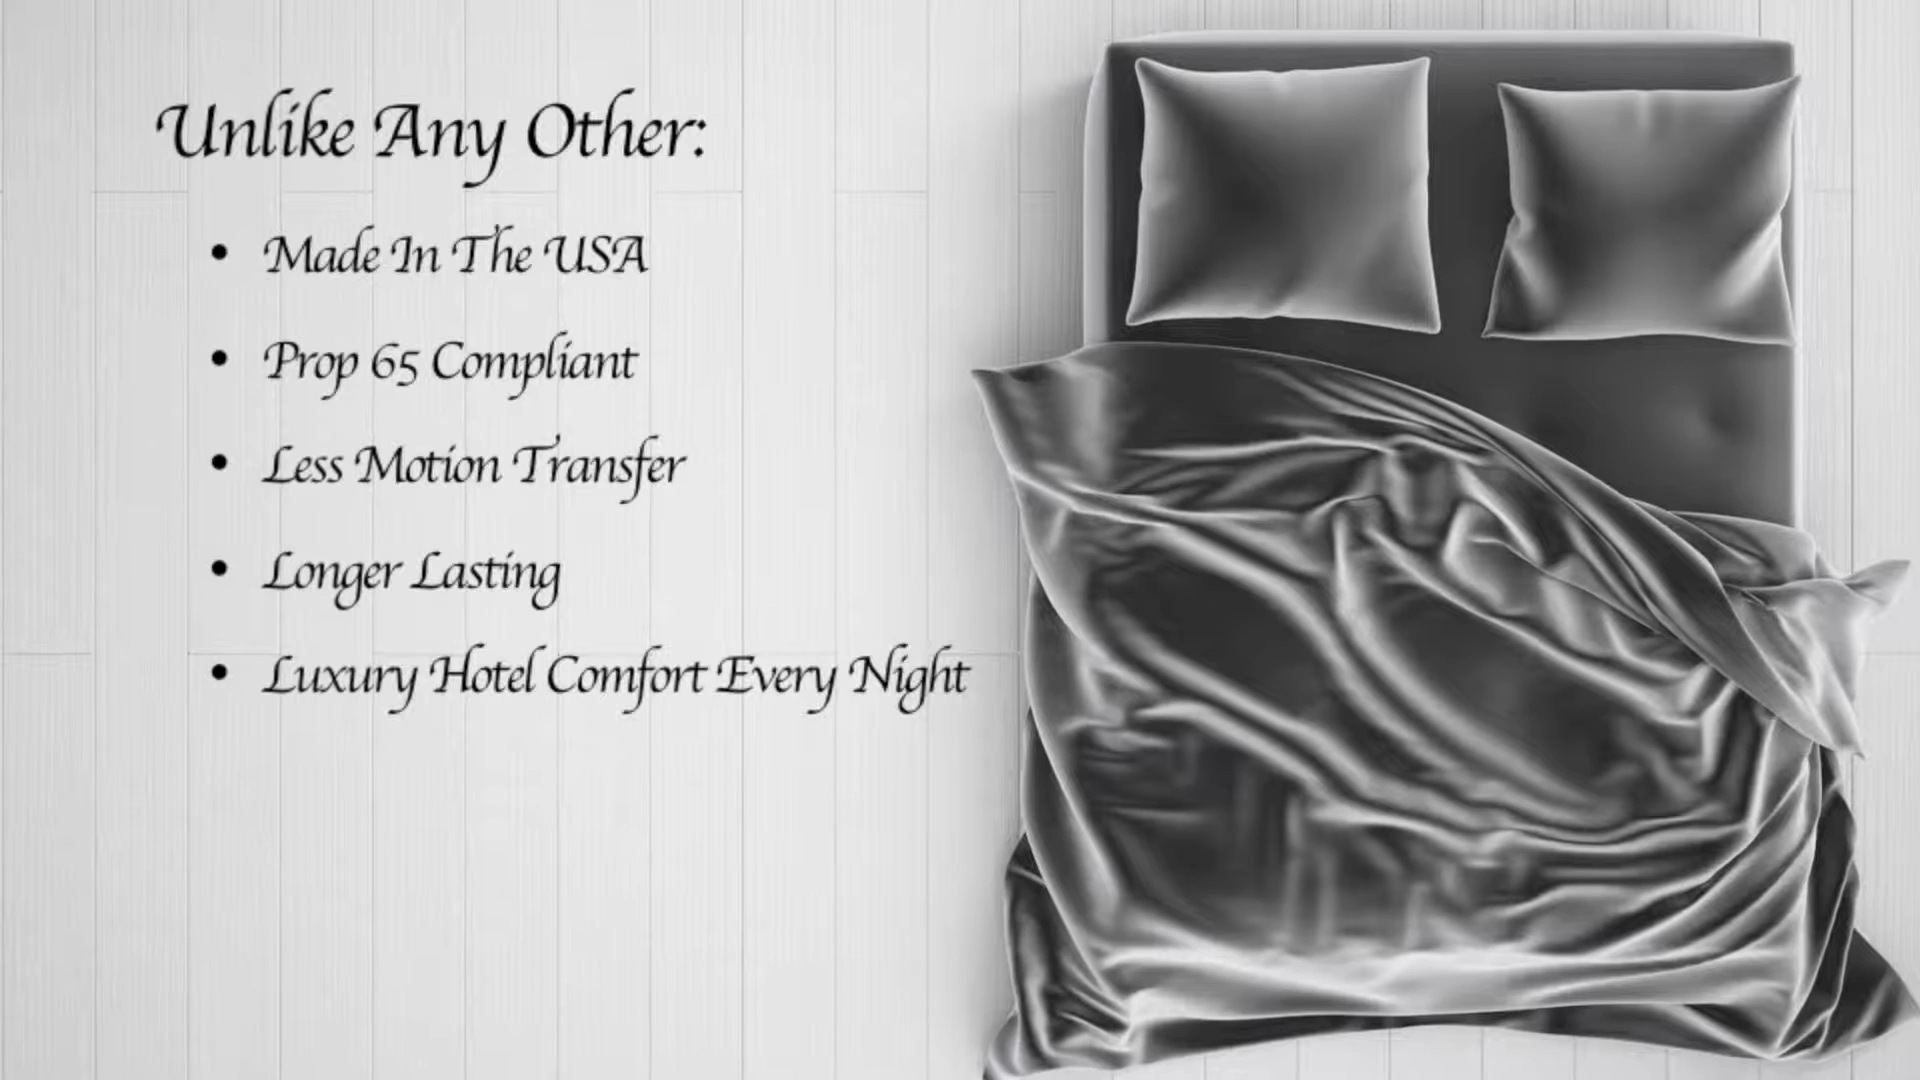 Unlike Any Other:
• Made In The USA
• Prop 65 Compliant
• Less Motion Transfer
• Longer Lasting
• Luxury Hotel Comfort Every Night